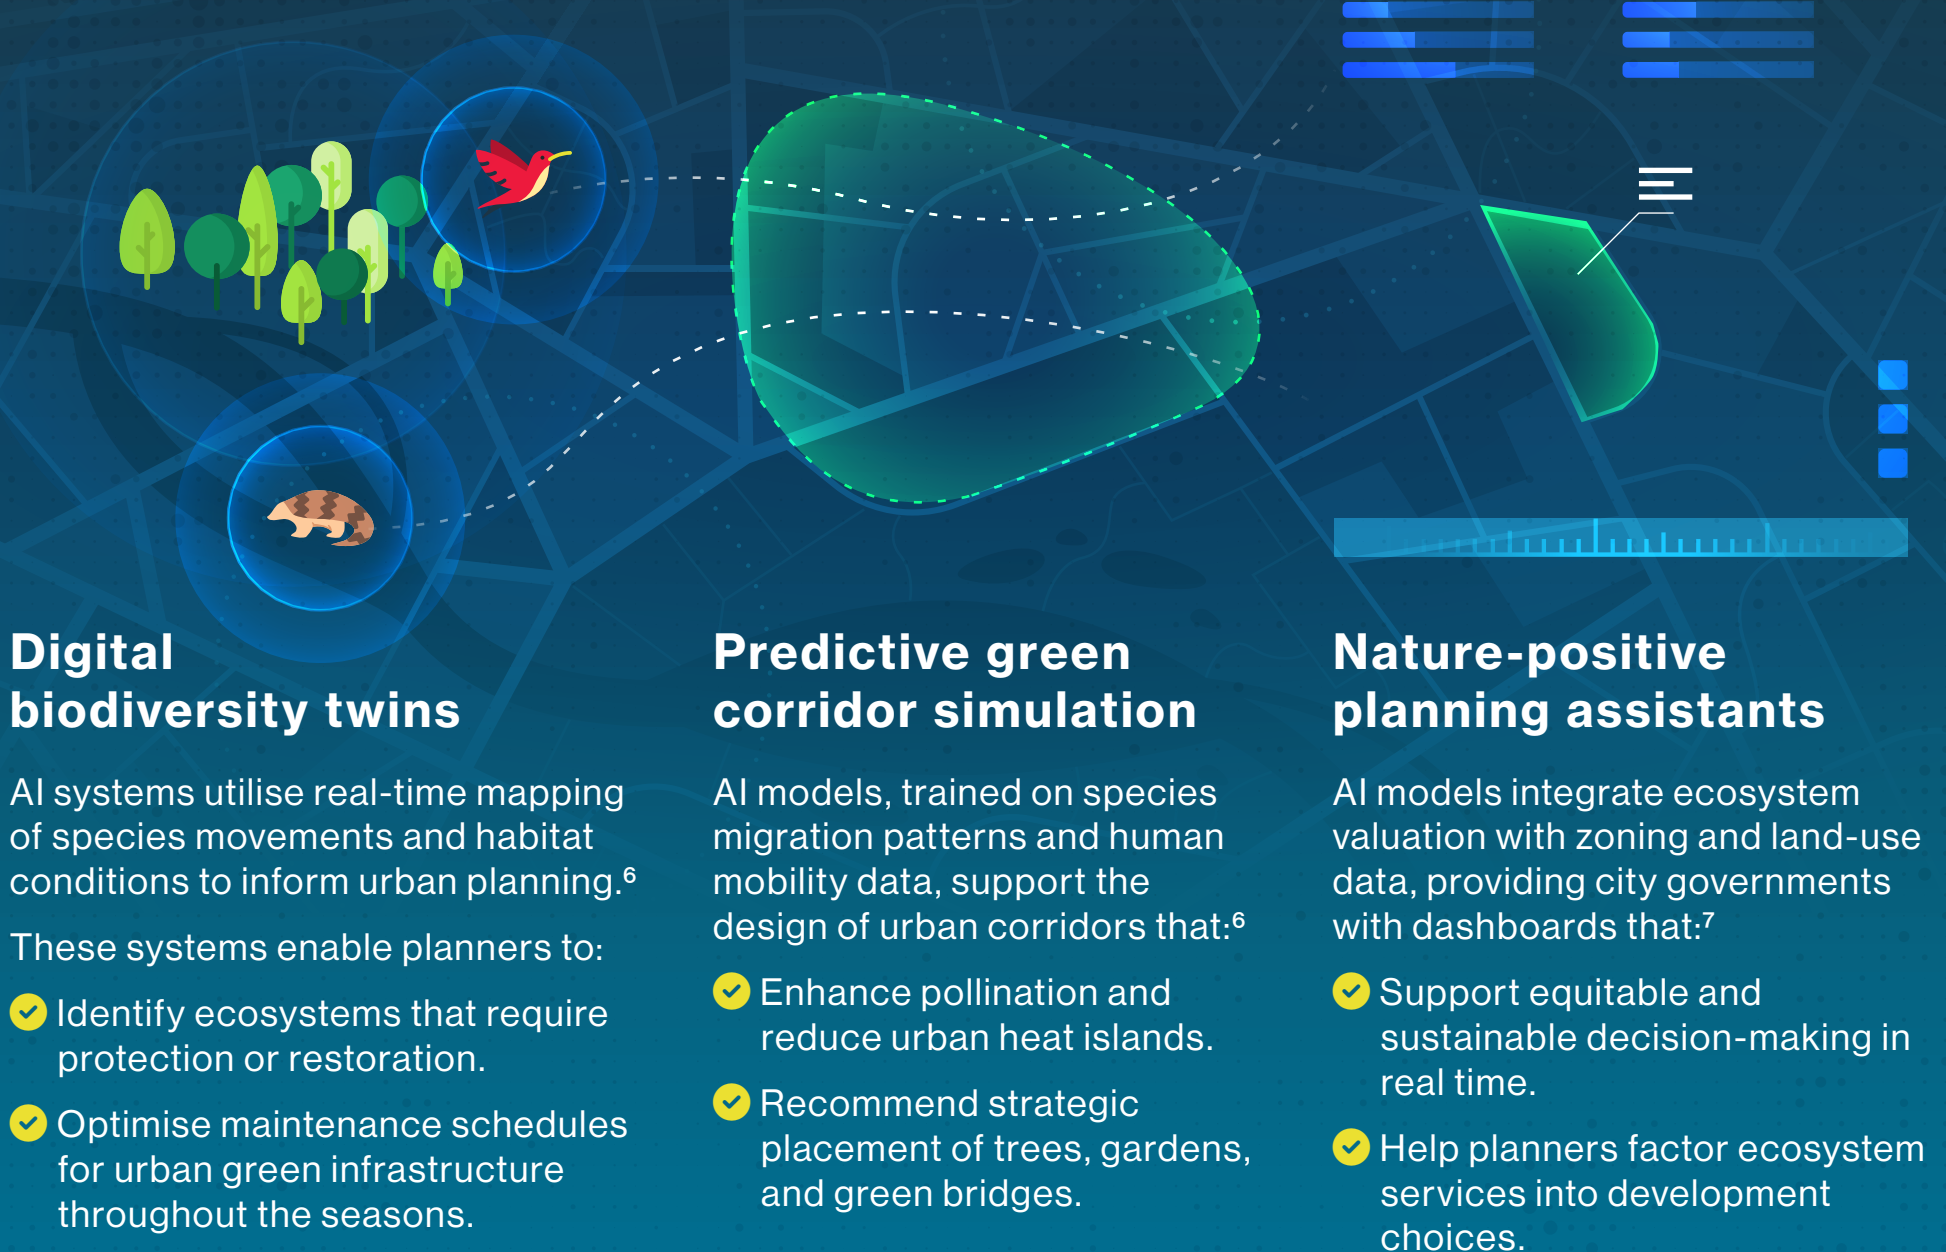 Digital
biodiversity twins
AI systems utilise real-time mapping
of species movements and habitat
conditions to inform urban planning.⁶
These systems enable planners to:
Identify ecosystems that require
protection or restoration.
Optimise maintenance schedules
for urban green infrastructure
throughout the seasons.
Predictive green
corridor simulation
AI models, trained on species
migration patterns and human
mobility data, support the
design of urban corridors that:⁶
Enhance pollination and
reduce urban heat islands.
Recommend strategic
placement of trees, gardens,
and green bridges.
Nature-positive
planning assistants
AI models integrate ecosystem
valuation with zoning and land-use
data, providing city governments
with dashboards that:⁷
Support equitable and
sustainable decision-making in
real time.
Help planners factor ecosystem
services into development
choices.